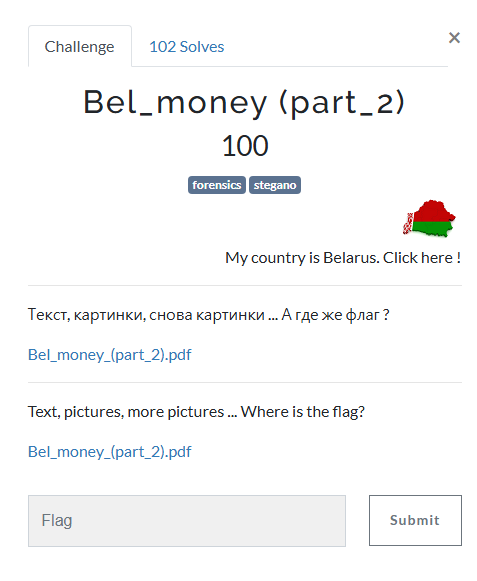 Challenge
102 Solves
×
Bel_money (part_2)
100
forensics stegano
My country is Belarus. Click here !
Текст, картинки, снова картинки ... А где же флаг ?
Bel_money_(part_2).pdf
Text, pictures, more pictures ... Where is the flag?
Bel_money_(part_2).pdf
Flag
Submit